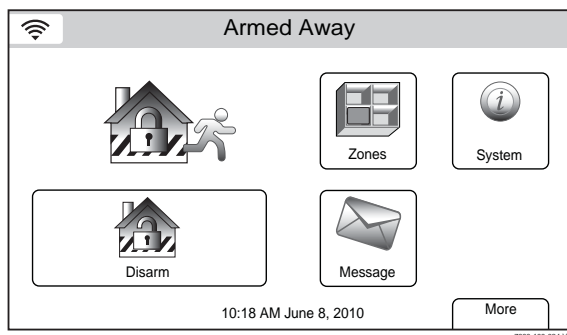 Armed Away
Zones
System
Disarm
Message
10:18 AM June 8, 2010
More